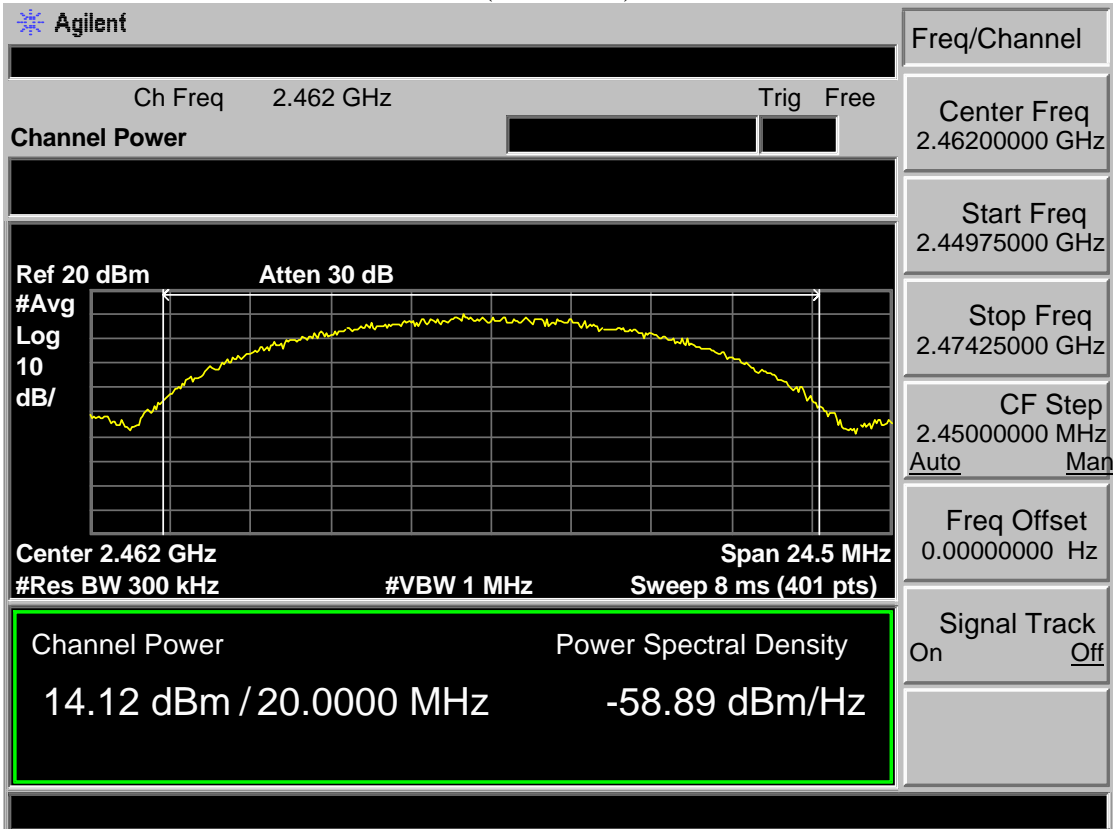 Agilent
Freq/Channel
Ch Freq 2.462 GHz Trig Free
Channel Power
Center Freq
2.46200000 GHz
Start Freq
2.44975000 GHz
Ref 20 dBm Atten 30 dB
#Avg
Log
10
dB/
Stop Freq
2.47425000 GHz
CF Step
2.45000000 MHz
Auto Man
Freq Offset
0.00000000 Hz
Center 2.462 GHz Span 24.5 MHz
#Res BW 300 kHz #VBW 1 MHz Sweep 8 ms (401 pts)
Signal Track
On Off
Channel Power Power Spectral Density
14.12 dBm / 20.0000 MHz -58.89 dBm/Hz